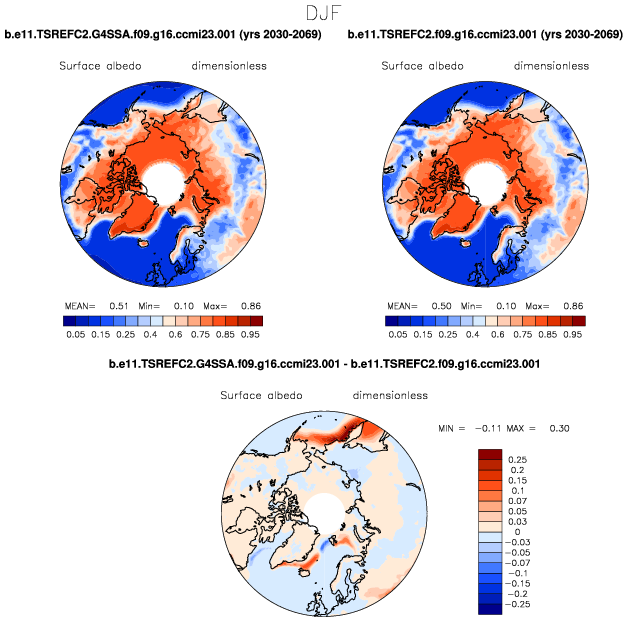 DJF
b.e11.TSREFC2.G4SSA.f09.g16.ccmi23.001 (yrs 2030-2069)
b.e11.TSREFC2.f09.g16.ccmi23.001 (yrs 2030-2069)
Surface albedo dimensionless
Surface albedo dimensionless
MEAN= 0.51 Min= 0.10 Max= 0.86
0.05 0.15 0.25 0.4 0.6 0.75 0.85 0.95
MEAN= 0.50 Min= 0.10 Max= 0.86
0.05 0.15 0.25 0.4 0.6 0.75 0.85 0.95
b.e11.TSREFC2.G4SSA.f09.g16.ccmi23.001 - b.e11.TSREFC2.f09.g16.ccmi23.001
Surface albedo dimensionless
MIN = -0.11 MAX = 0.30
0.25
0.2
0.15
0.1
0.07
0.05
0.03
0
-0.03
-0.05
-0.07
-0.1
-0.15
-0.2
-0.25